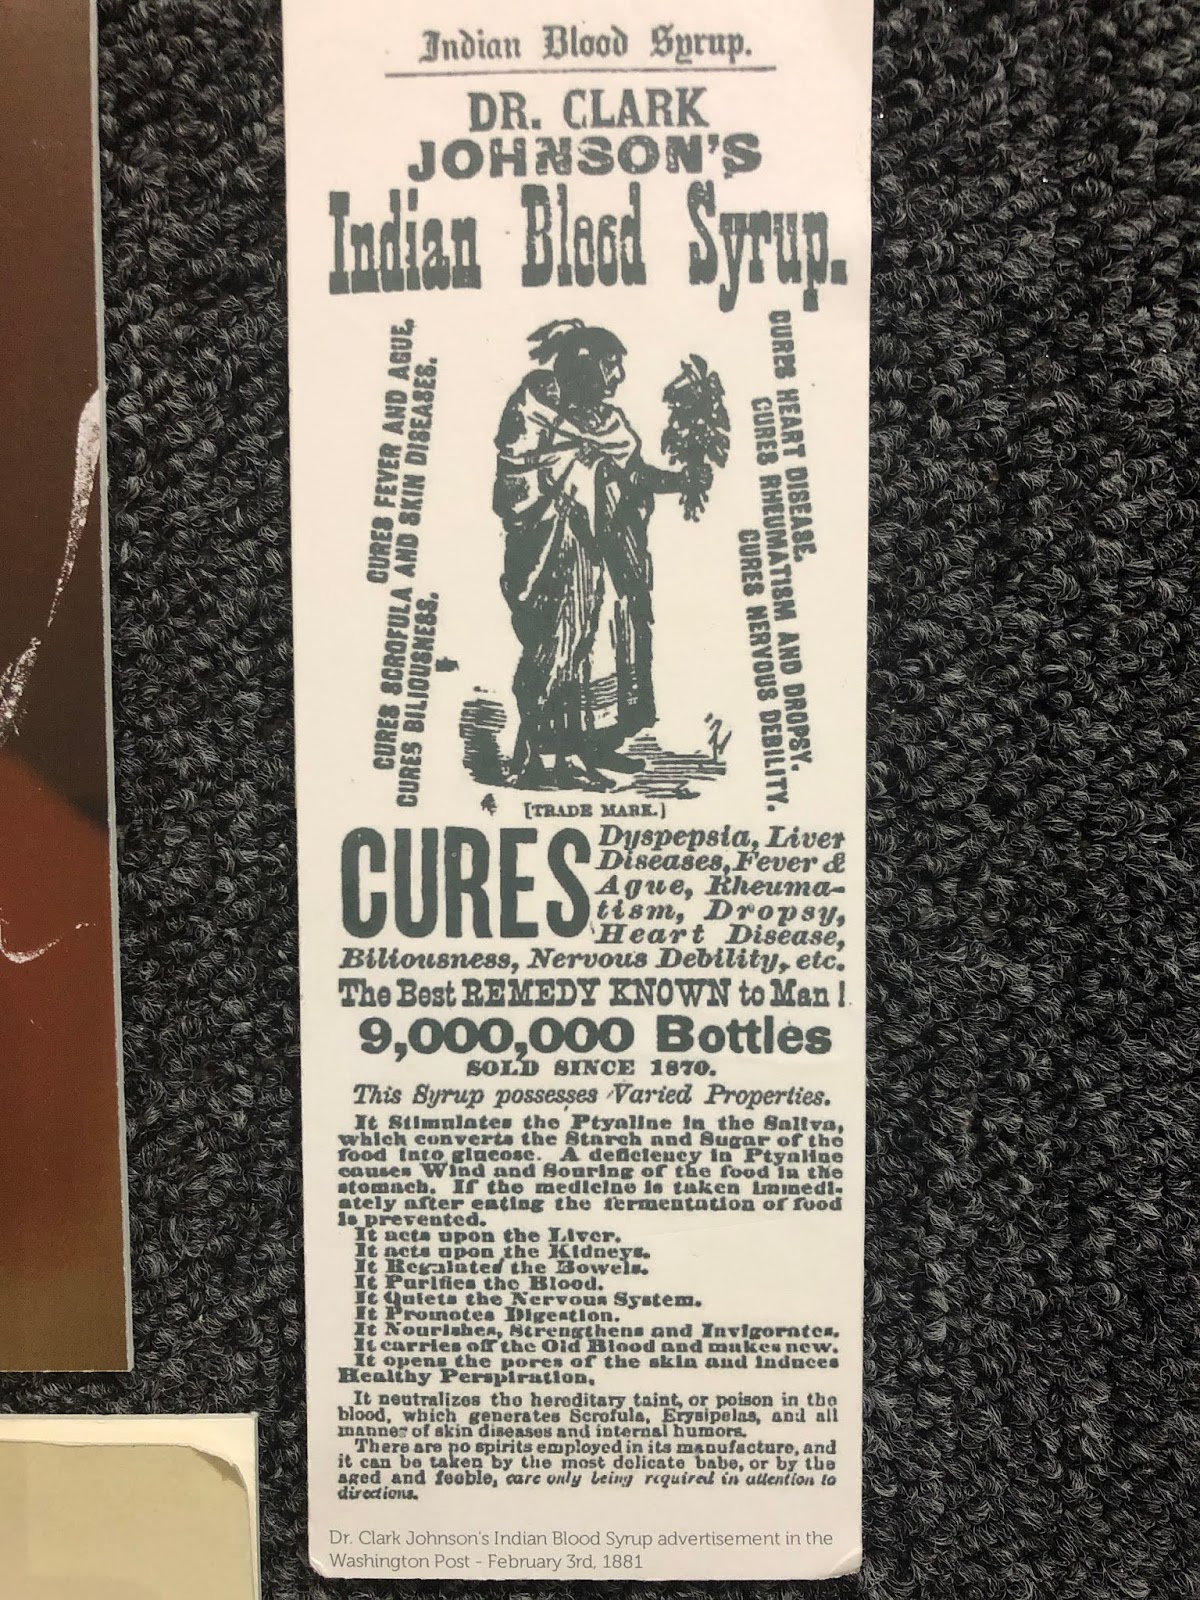 Indian Blood Syrup.
DR. CLARK
JOHNSON'S
Indian Blood Syrup.
CURES FEVER AND AGUE.
CURES SCROFULA AND SKIN DISEASES.
CURES BILIOUSNESS.
CURES HEART DISEASE.
CURES RHEUMATISM AND DROPSY.
CURES NERVOUS DEBILITY.
[TRADE MARK.]
CURES
Dyspepsia, Liver
Diseases, Fever &
Ague, Rheuma-
tism, Dropsy,
Heart Disease,
Biliousness, Nervous Debility, etc.
The Best REMEDY KNOWN to Man!
9,000,000 Bottles
SOLD SINCE 1870.
This Syrup possesses Varied Properties.
It Stimulates the Ptyaline in the Saliva,
which converts the Starch and Sugar of the
food into glucose. A deficiency in Ptyaline
causes Wind and Souring of the food in the
stomach. If the medicine is taken immedi-
ately after eating the fermentation of food
is prevented.
It acts upon the Liver.
It acts upon the Kidneys.
It Regulates the Bowels.
It Purifies the Blood.
It Quiets the Nervous System.
It Promotes Digestion.
It Nourishes, Strengthens and Invigorates.
It carries off the Old Blood and makes new.
It opens the pores of the skin and induces
Healthy Perspiration.
It neutralizes the hereditary taint, or poison in the
blood, which generates Scrofula, Erysipelas, and all
manner of skin diseases and internal humors.
There are no spirits employed in its manufacture, and
it can be taken by the most delicate babe, or by the
aged and feeble, care only being required in attention to
directions.
Dr. Clark Johnson's Indian Blood Syrup advertisement in the
Washington Post - February 3rd, 1881